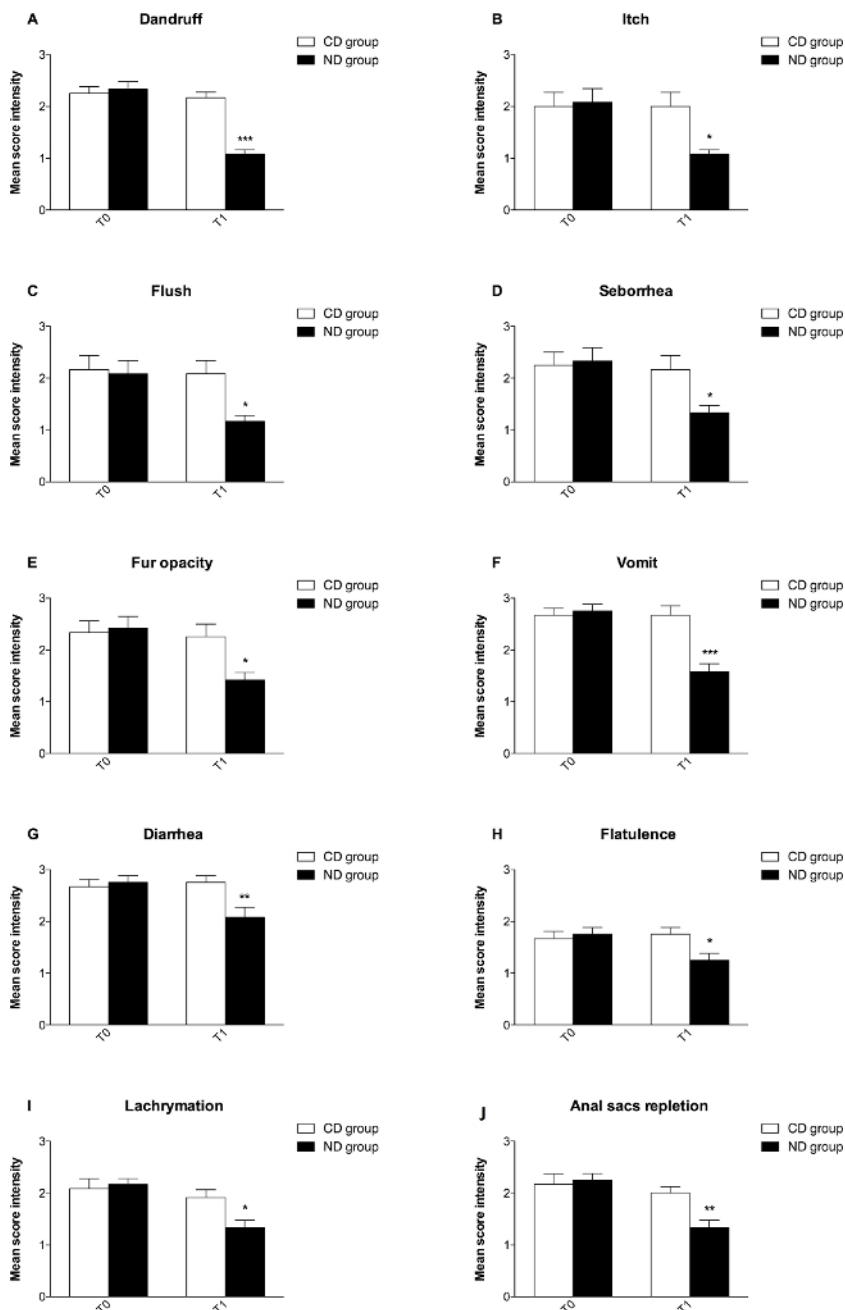 A Dandruff
CD group
ND group
Mean score intensity
3
2
1
0
***
T0 T1
B Itch
CD group
ND group
Mean score intensity
3
2
1
0
*
T0 T1
C Flush
CD group
ND group
Mean score intensity
3
2
1
0
*
T0 T1
D Seborrhea
CD group
ND group
Mean score intensity
3
2
1
0
*
T0 T1
E Fur opacity
CD group
ND group
Mean score intensity
3
2
1
0
*
T0 T1
F Vomit
CD group
ND group
Mean score intensity
3
2
1
0
***
T0 T1
G Diarrhea
CD group
ND group
Mean score intensity
3
2
1
0
**
T0 T1
H Flatulence
CD group
ND group
Mean score intensity
3
2
1
0
*
T0 T1
I Lachrymation
CD group
ND group
Mean score intensity
3
2
1
0
*
T0 T1
J Anal sacs repletion
CD group
ND group
Mean score intensity
3
2
1
0
**
T0 T1